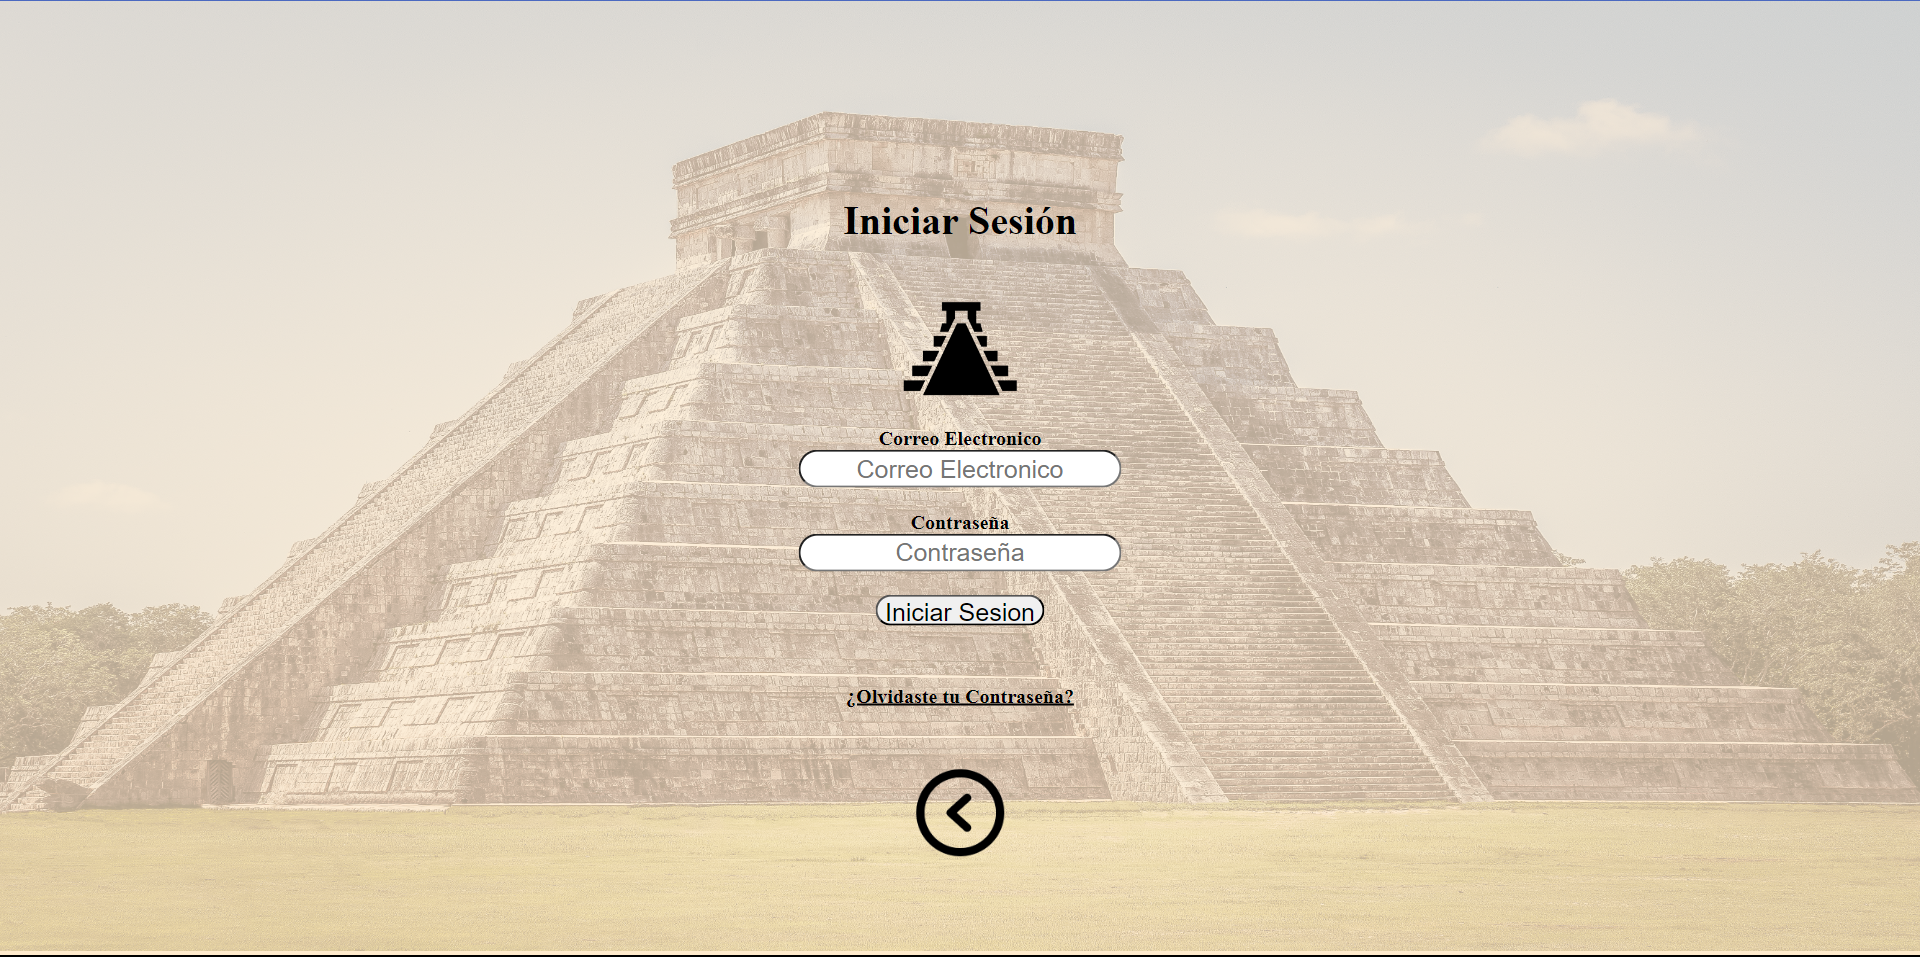 Iniciar Sesión
Correo Electronico
Correo Electronico
Contraseña
Contraseña
Iniciar Sesion
¿Olvidaste tu Contraseña?